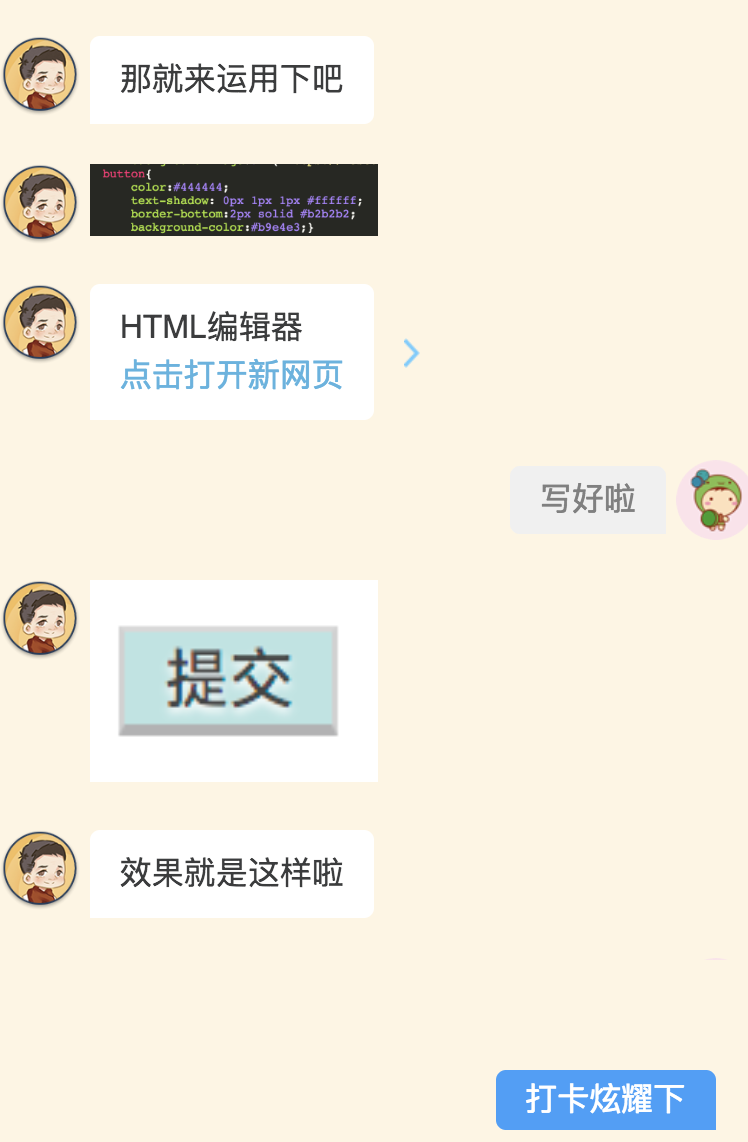 那就来运用下吧
button{
color:#444444;
text-shadow: 0px 1px 1px #ffffff;
border-bottom:2px solid #b2b2b2;
background-color:#b9e4e3;}
HTML编辑器
点击打开新网页
写好啦
提交
效果就是这样啦
打卡炫耀下